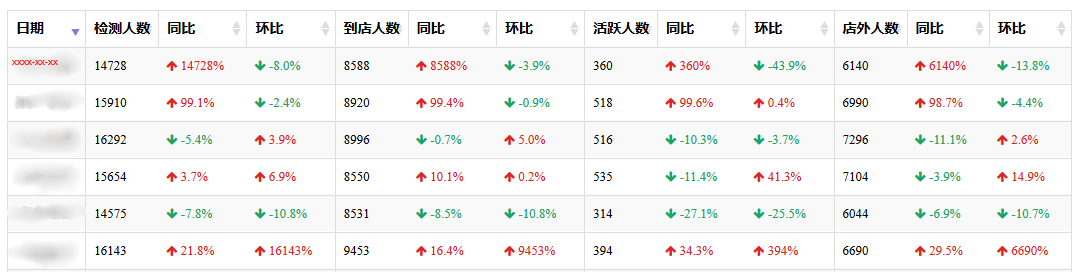 日期 检测人数 同比 环比 到店人数 同比 环比 活跃人数 同比 环比 店外人数 同比 环比
xxxx-xx-xx 14728 14728% -8.0% 8588 8588% -3.9% 360 360% -43.9% 6140 6140% -13.8%
15910 99.1% -2.4% 8920 99.4% -0.9% 518 99.6% 0.4% 6990 98.7% -4.4%
16292 -5.4% 3.9% 8996 -0.7% 5.0% 516 -10.3% -3.7% 7296 -11.1% 2.6%
15654 3.7% 6.9% 8550 10.1% 0.2% 535 -11.4% 41.3% 7104 -3.9% 14.9%
14575 -7.8% -10.8% 8531 -8.5% -10.8% 314 -27.1% -25.5% 6044 -6.9% -10.7%
16143 21.8% 16143% 9453 16.4% 9453% 394 34.3% 394% 6690 29.5% 6690%